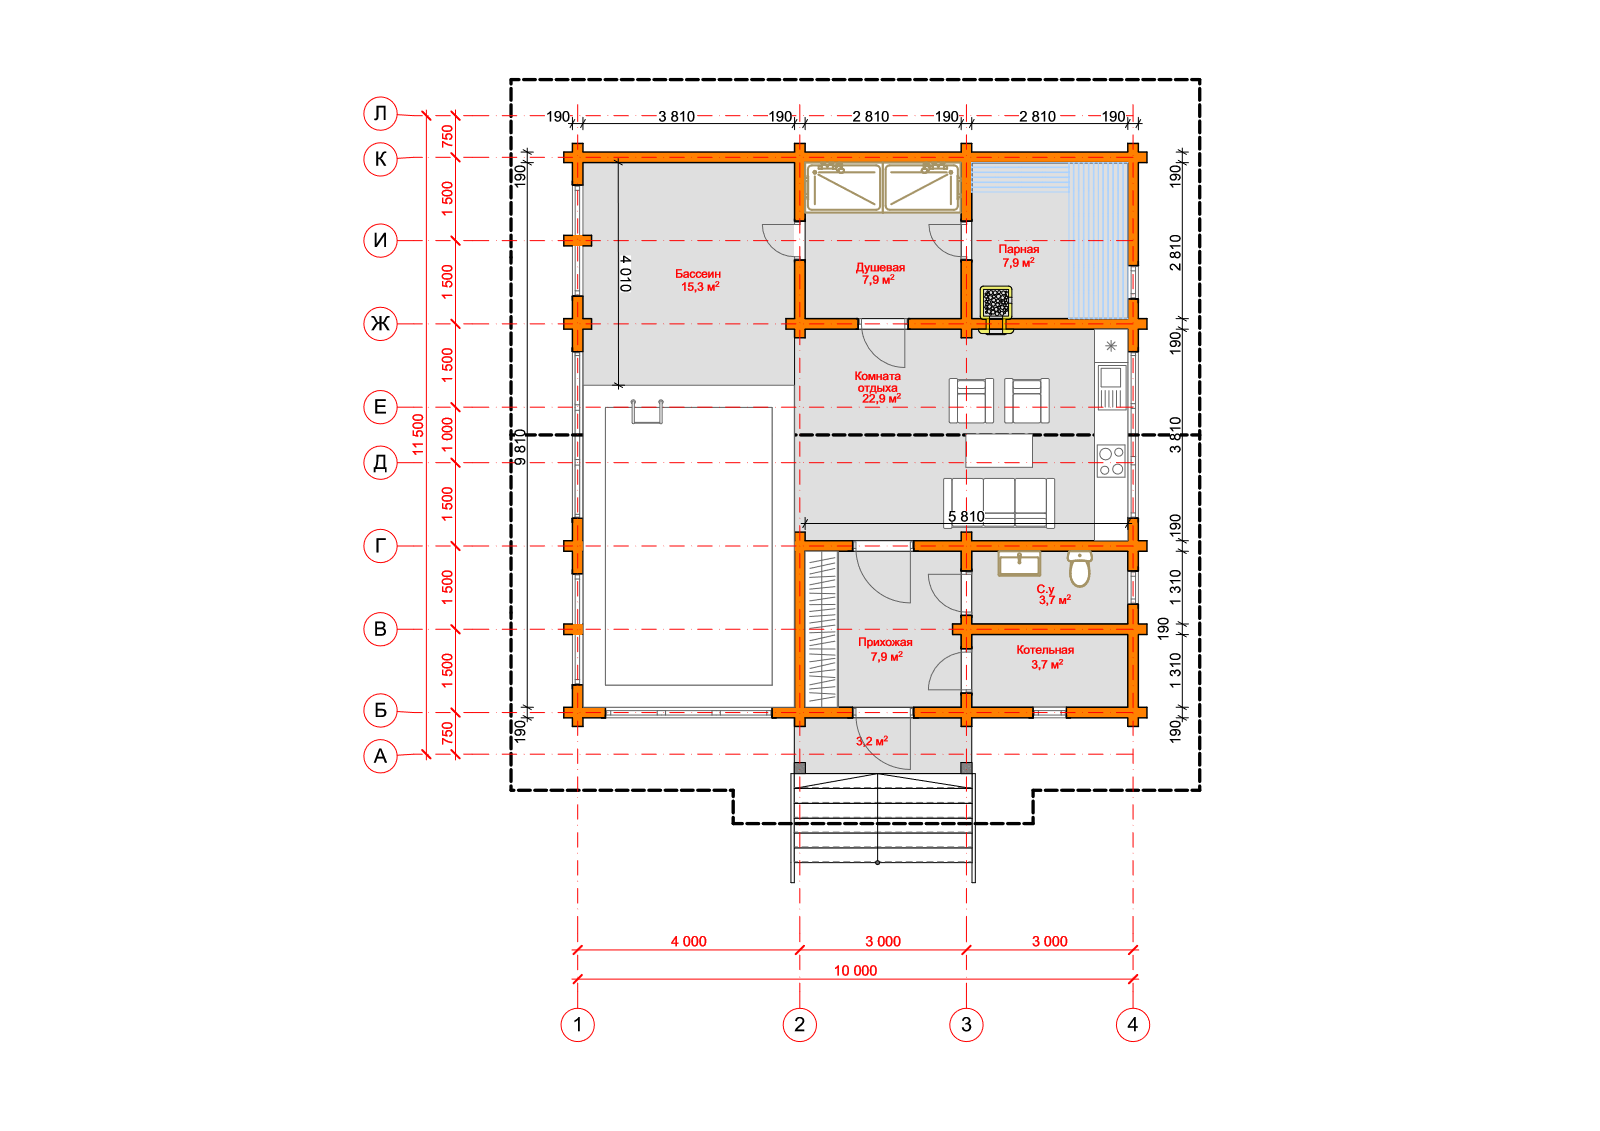 190 3 810 190 2 810 190 2 810 190
Л
750
К
190
190
1 500
И
1 500
4 010
2 810
Бассеин
15,3 м²
Душевая
7,9 м²
Парная
7,9 м²
Ж
190
1 500
Комната
отдыха
22,9 м²
Е
11 500
1 000
9 810
3 810
Д
1 500
5 810
190
Г
1 500
1 310
С.у
3,7 м²
В
190
Прихожая
7,9 м²
Котельная
3,7 м²
1 500
1 310
Б
750
190
190
3,2 м²
А
4 000 3 000 3 000
10 000
1 2 3 4